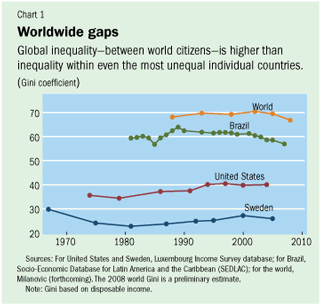 Chart 1
Worldwide gaps
Global inequality—between world citizens—is higher than
inequality within even the most unequal individual countries.
(Gini coefficient)
70
60
50
40
30
20
World
Brazil
United States
Sweden
1970
1980
1990
2000
2010
Sources: For United States and Sweden, Luxembourg Income Survey database; for Brazil,
Socio-Economic Database for Latin America and the Caribbean (SEDLAC); for the world,
Milanovic (forthcoming). The 2008 world Gini is a preliminary estimate.
Note: Gini based on disposable income.